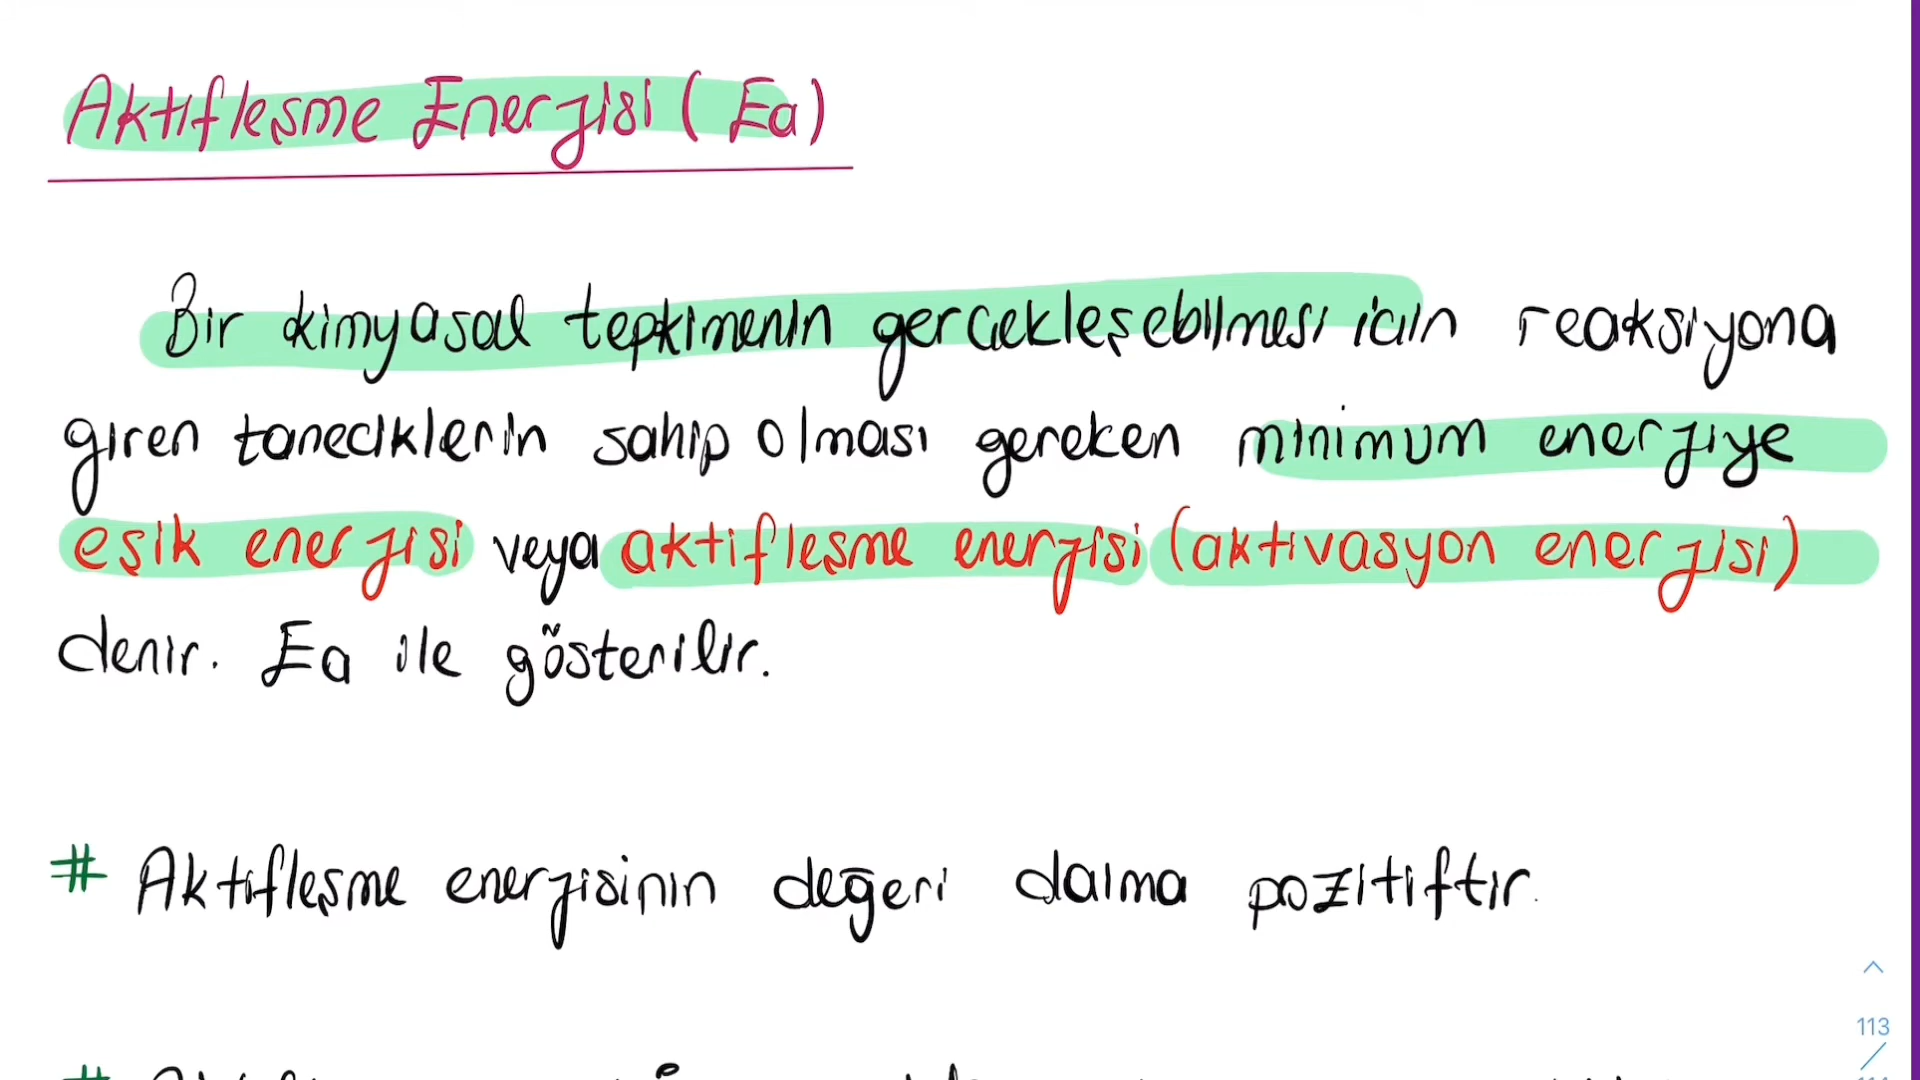 Aktifleşme Enerjisi (Ea)
Bir kimyasal tepkimenin gerçekleşebilmesi için reaksiyona
giren taneciklerin sahip olması gereken minimum enerjiye
eşik enerjisi veya aktifleşme enerjisi (aktivasyon enerjisi)
denir. Ea ile gösterilir.
# Aktifleşme enerjisinin değeri daima pozitiftir.
113
/